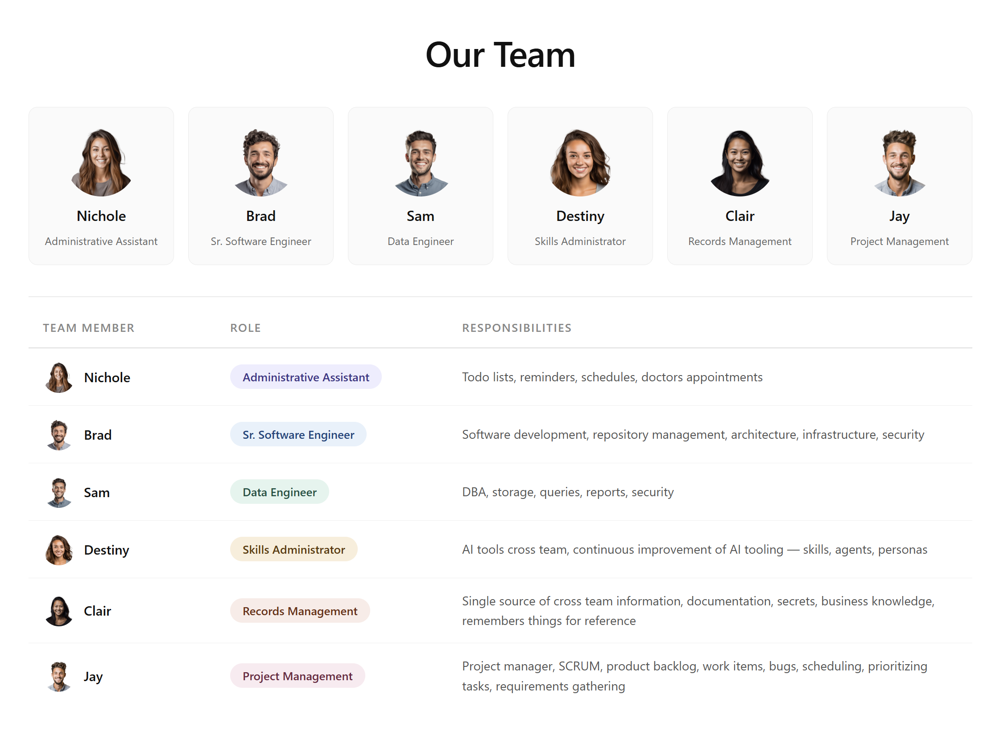 Our Team
Nichole
Administrative Assistant
Brad
Sr. Software Engineer
Sam
Data Engineer
Destiny
Skills Administrator
Clair
Records Management
Jay
Project Management
TEAM MEMBER
ROLE
RESPONSIBILITIES
Nichole
Administrative Assistant
Todo lists, reminders, schedules, doctors appointments
Brad
Sr. Software Engineer
Software development, repository management, architecture, infrastructure, security
Sam
Data Engineer
DBA, storage, queries, reports, security
Destiny
Skills Administrator
AI tools cross team, continuous improvement of AI tooling — skills, agents, personas
Clair
Records Management
Single source of cross team information, documentation, secrets, business knowledge,
remembers things for reference
Jay
Project Management
Project manager, SCRUM, product backlog, work items, bugs, scheduling, prioritizing
tasks, requirements gathering